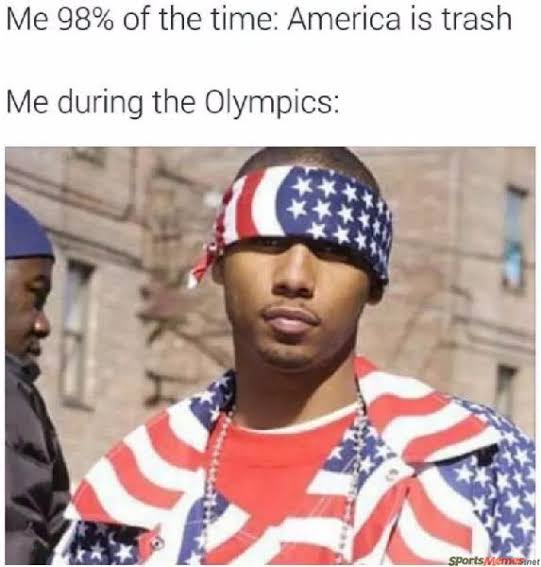 Me 98% of the time: America is trash
Me during the Olympics:
SportsMemes.net